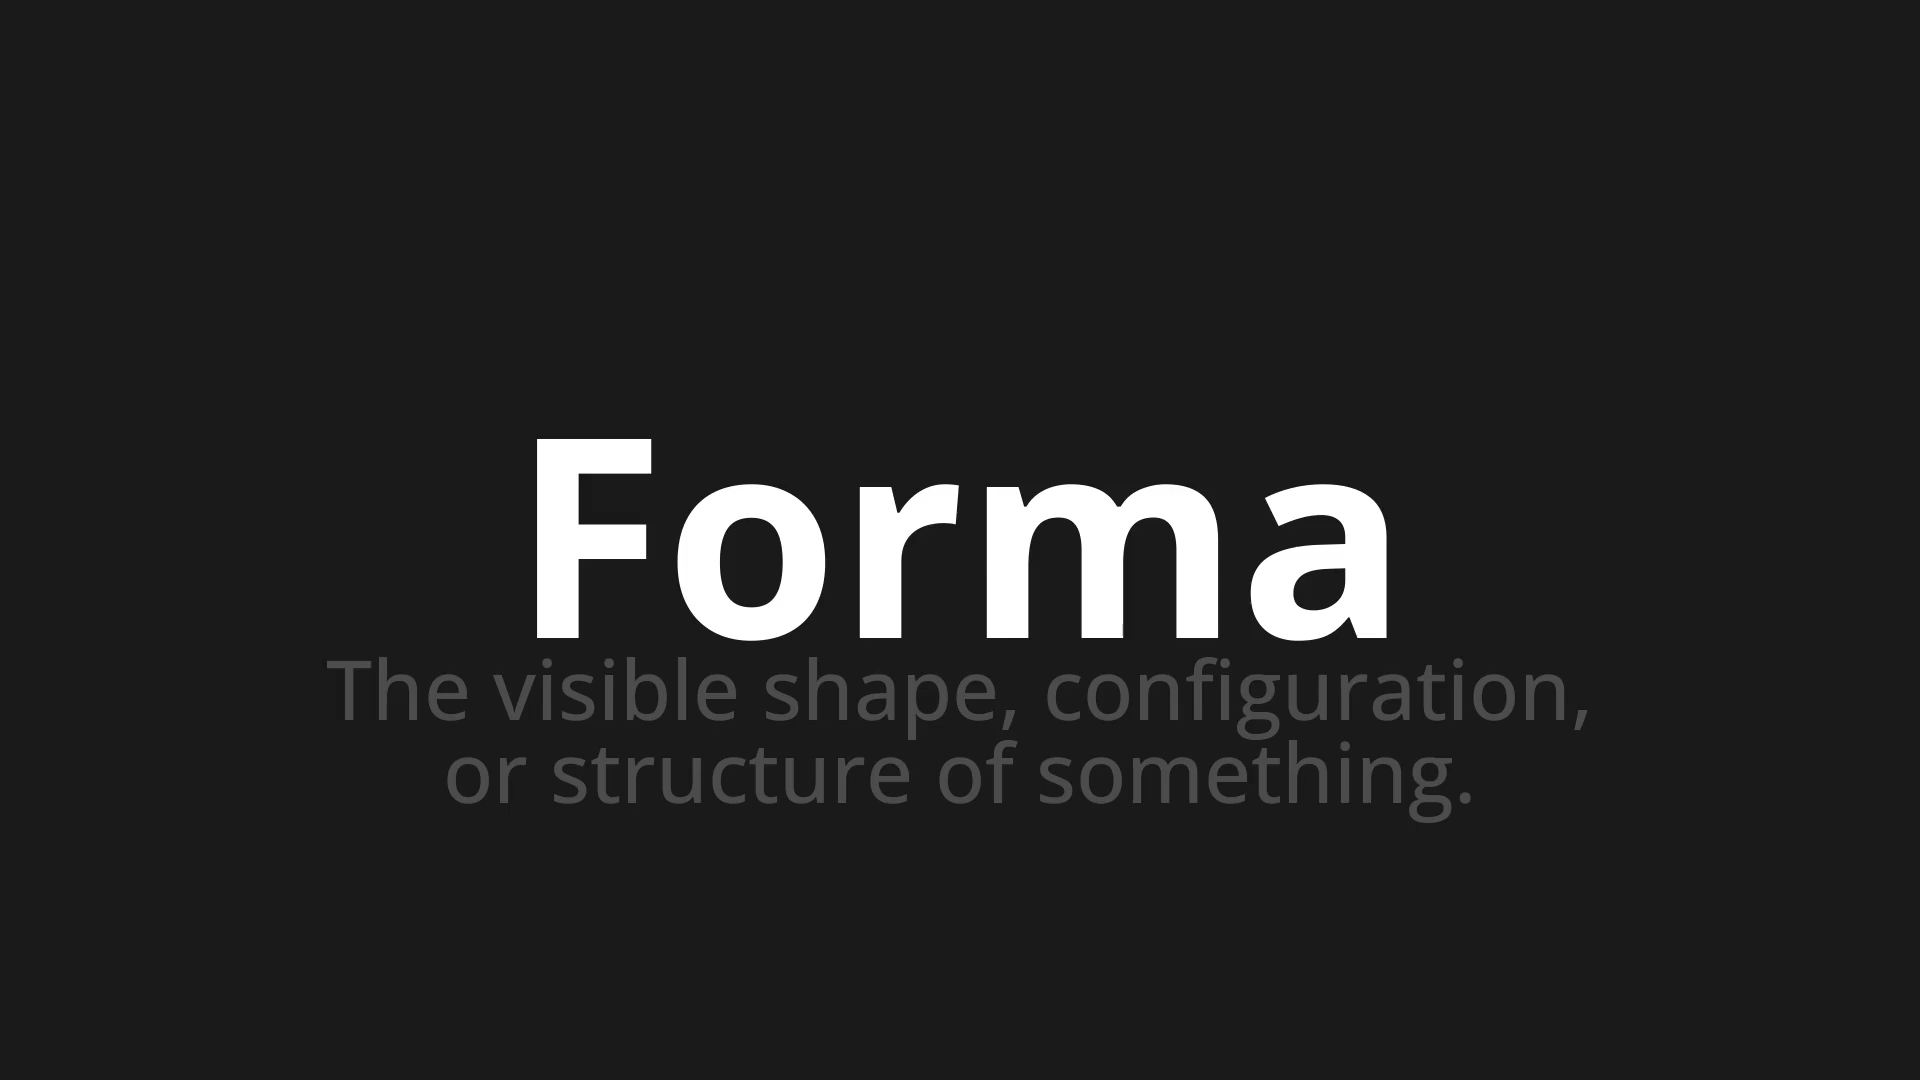 Forma
The visible shape, configuration,
or structure of something.